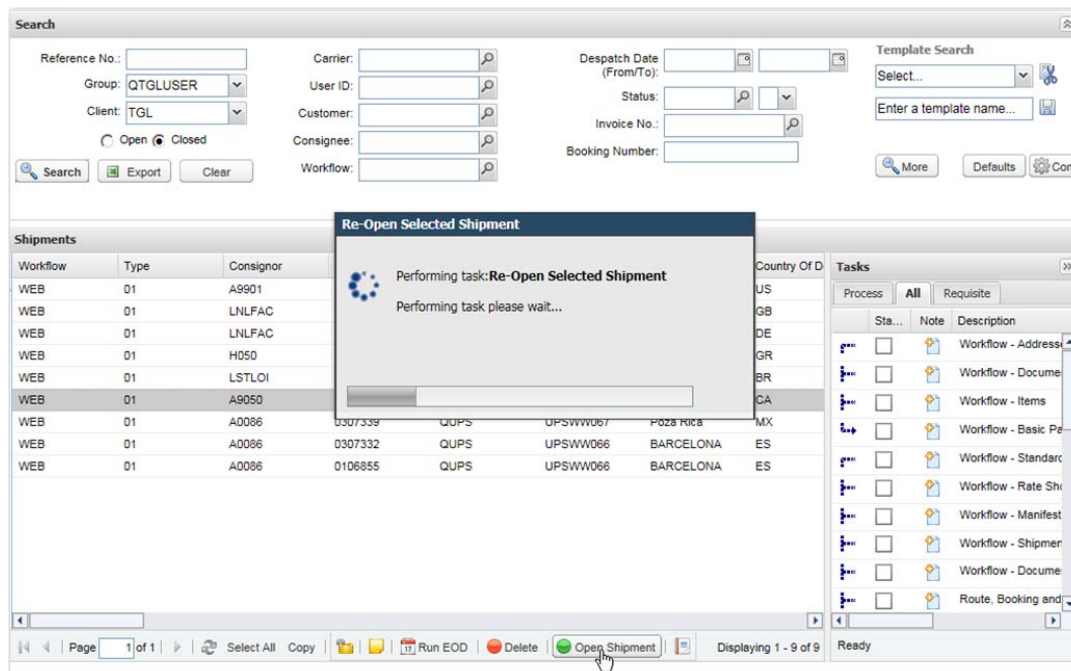 Search
Reference No.:
Group: QTGLUSER
Client: TGL
Open Closed
Search Export Clear
Carrier:
User ID:
Customer:
Consignee:
Workflow:
Despatch Date
(From/To):
Status:
Invoice No.:
Booking Number:
Template Search
Select...
Enter a template name...
More Defaults Con
Shipments
Workflow Type Consignor Country Of D
WEB 01 A9901 US
WEB 01 LNLFAC GB
WEB 01 LNLFAC DE
WEB 01 H050 GR
WEB 01 LSTLOI BR
WEB 01 A9050 CA
WEB 01 A0086 0307339 QUPS UPSWW067 Poza Rica MX
WEB 01 A0086 0307332 QUPS UPSWW066 BARCELONA ES
WEB 01 A0086 0106855 QUPS UPSWW066 BARCELONA ES
Re-Open Selected Shipment
Performing task:Re-Open Selected Shipment
Performing task please wait...
Tasks
Process All Requisite
Sta... Note Description
Workflow - Addresse
Workflow - Docume
Workflow - Items
Workflow - Basic Pa
Workflow - Standard
Workflow - Rate Sho
Workflow - Manifest
Workflow - Shipmen
Workflow - Docume
Route, Booking and
Page 1 of 1 Select All Copy 17 Run EOD Delete Open Shipment Displaying 1 - 9 of 9
Ready